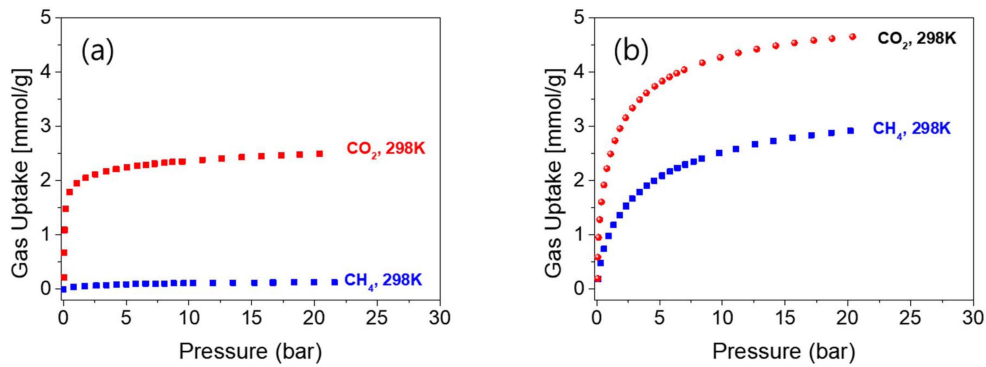 (a)
Gas Uptake [mmol/g]
5
4
3
2
1
0
CO₂, 298K
CH₄, 298K
0 5 10 15 20 25 30
Pressure (bar)
(b)
Gas Uptake [mmol/g]
5
4
3
2
1
0
CO₂, 298K
CH₄, 298K
0 5 10 15 20 25 30
Pressure (bar)